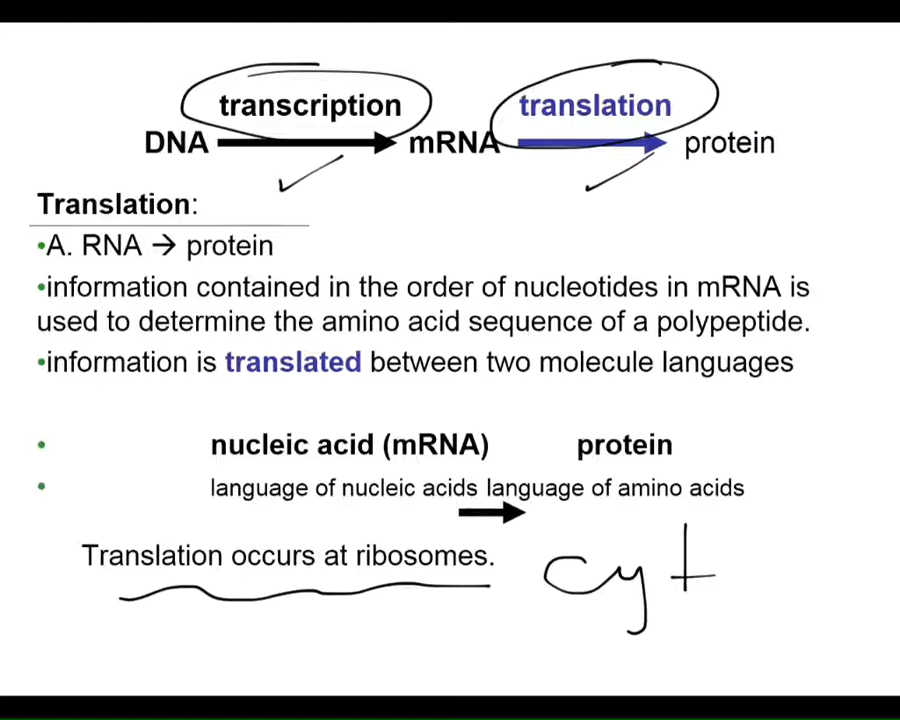 transcription translation
DNA mRNA protein
Translation:
•A. RNA → protein
•information contained in the order of nucleotides in mRNA is
used to determine the amino acid sequence of a polypeptide.
•information is translated between two molecule languages
• nucleic acid (mRNA) protein
• language of nucleic acids language of amino acids
Translation occurs at ribosomes. cyt